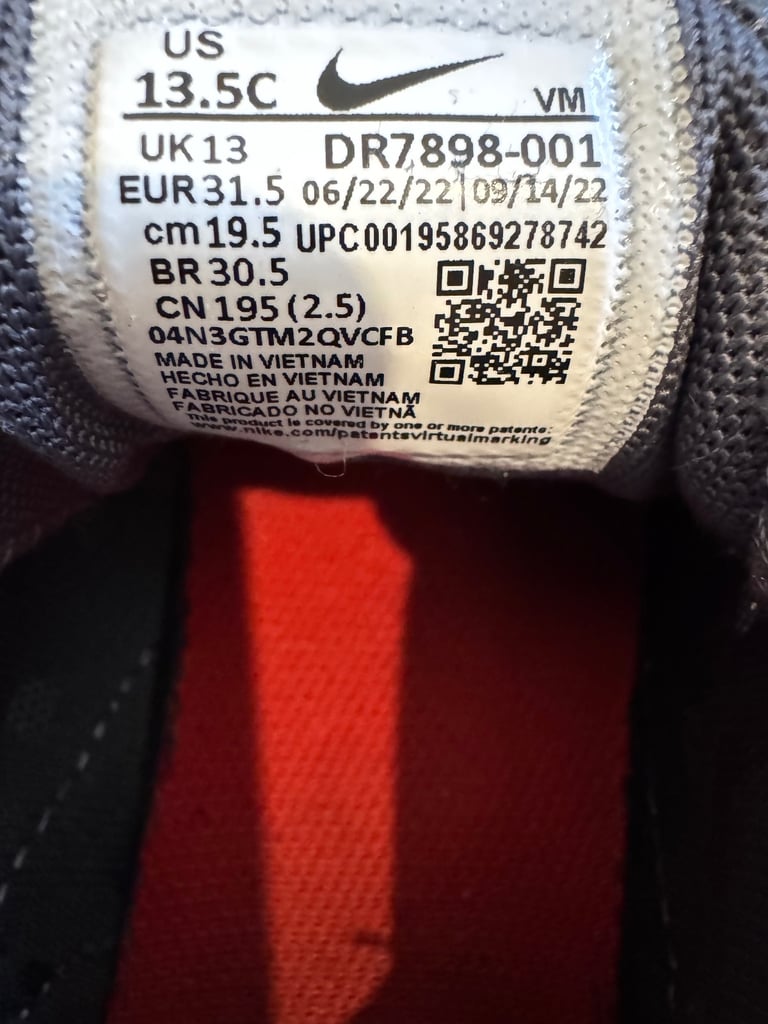 US
13.5C
VM
UK 13 DR7898-001
EUR 31.5 06/22/22|09/14/22
cm 19.5 UPC00195869278742
BR 30.5
CN 195 (2.5)
04N3GTM2QVCFB
MADE IN VIETNAM
HECHO EN VIETNAM
FABRIQUE AU VIETNAM
FABRICADO NO VIETNÃ
This product is covered by one or more patents:
www.nike.com/patentsvirtualmarking